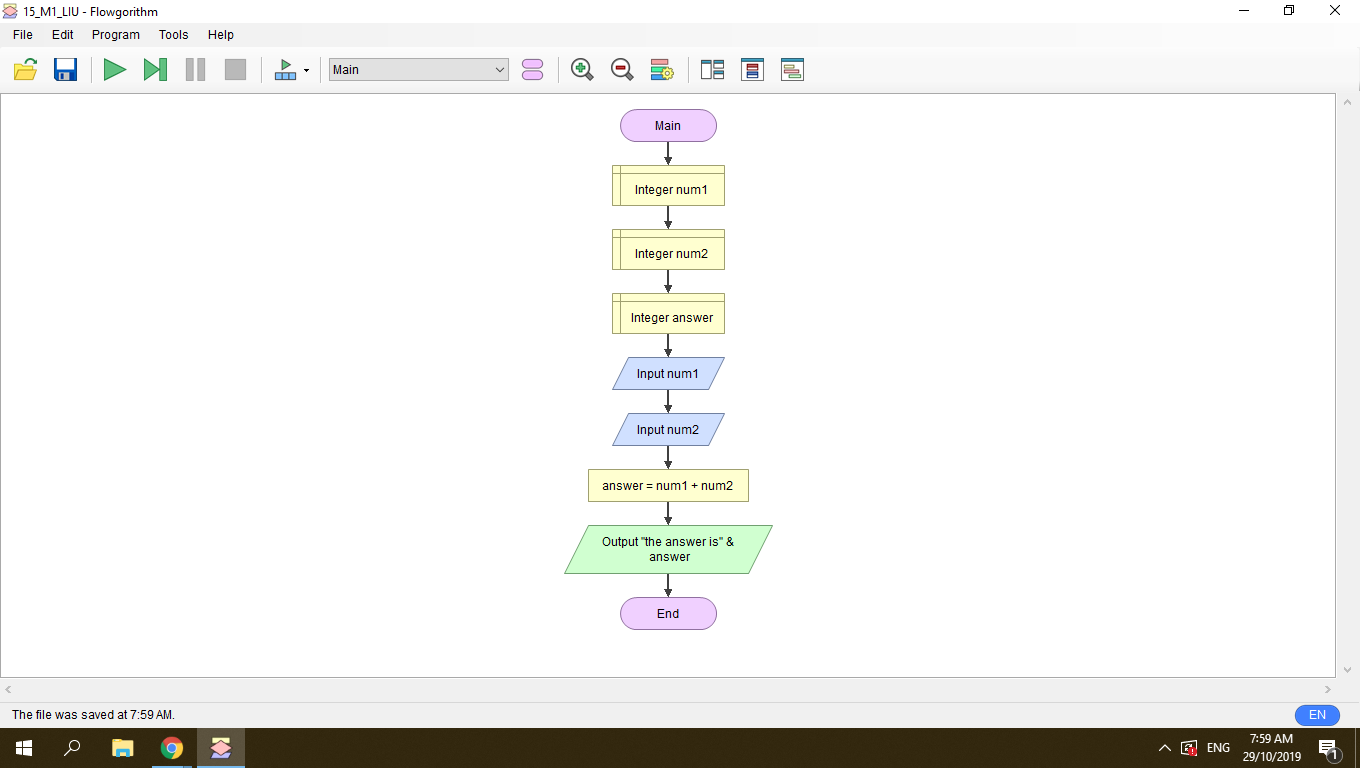 15_M1_LIU - Flowgorithm
File Edit Program Tools Help
Main
Main
Integer num1
Integer num2
Integer answer
Input num1
Input num2
answer = num1 + num2
Output "the answer is" &
answer
End
The file was saved at 7:59 AM.
EN
ENG
7:59 AM
29/10/2019
1